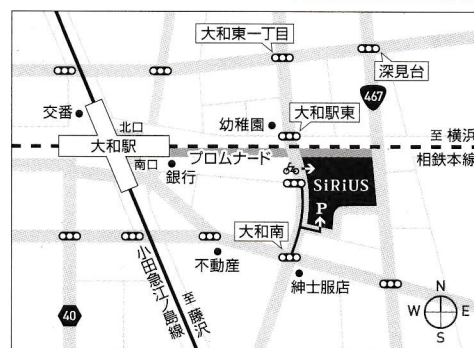 大和東一丁目
深見台
467
交番
北口
幼稚園
大和駅東
至 横浜
大和駅
プロムナード
相鉄本線
南口
銀行
SiRiUS
P
大和南
不動産
紳士服店
小田急江ノ島線
至 藤沢
40
N
W
E
S